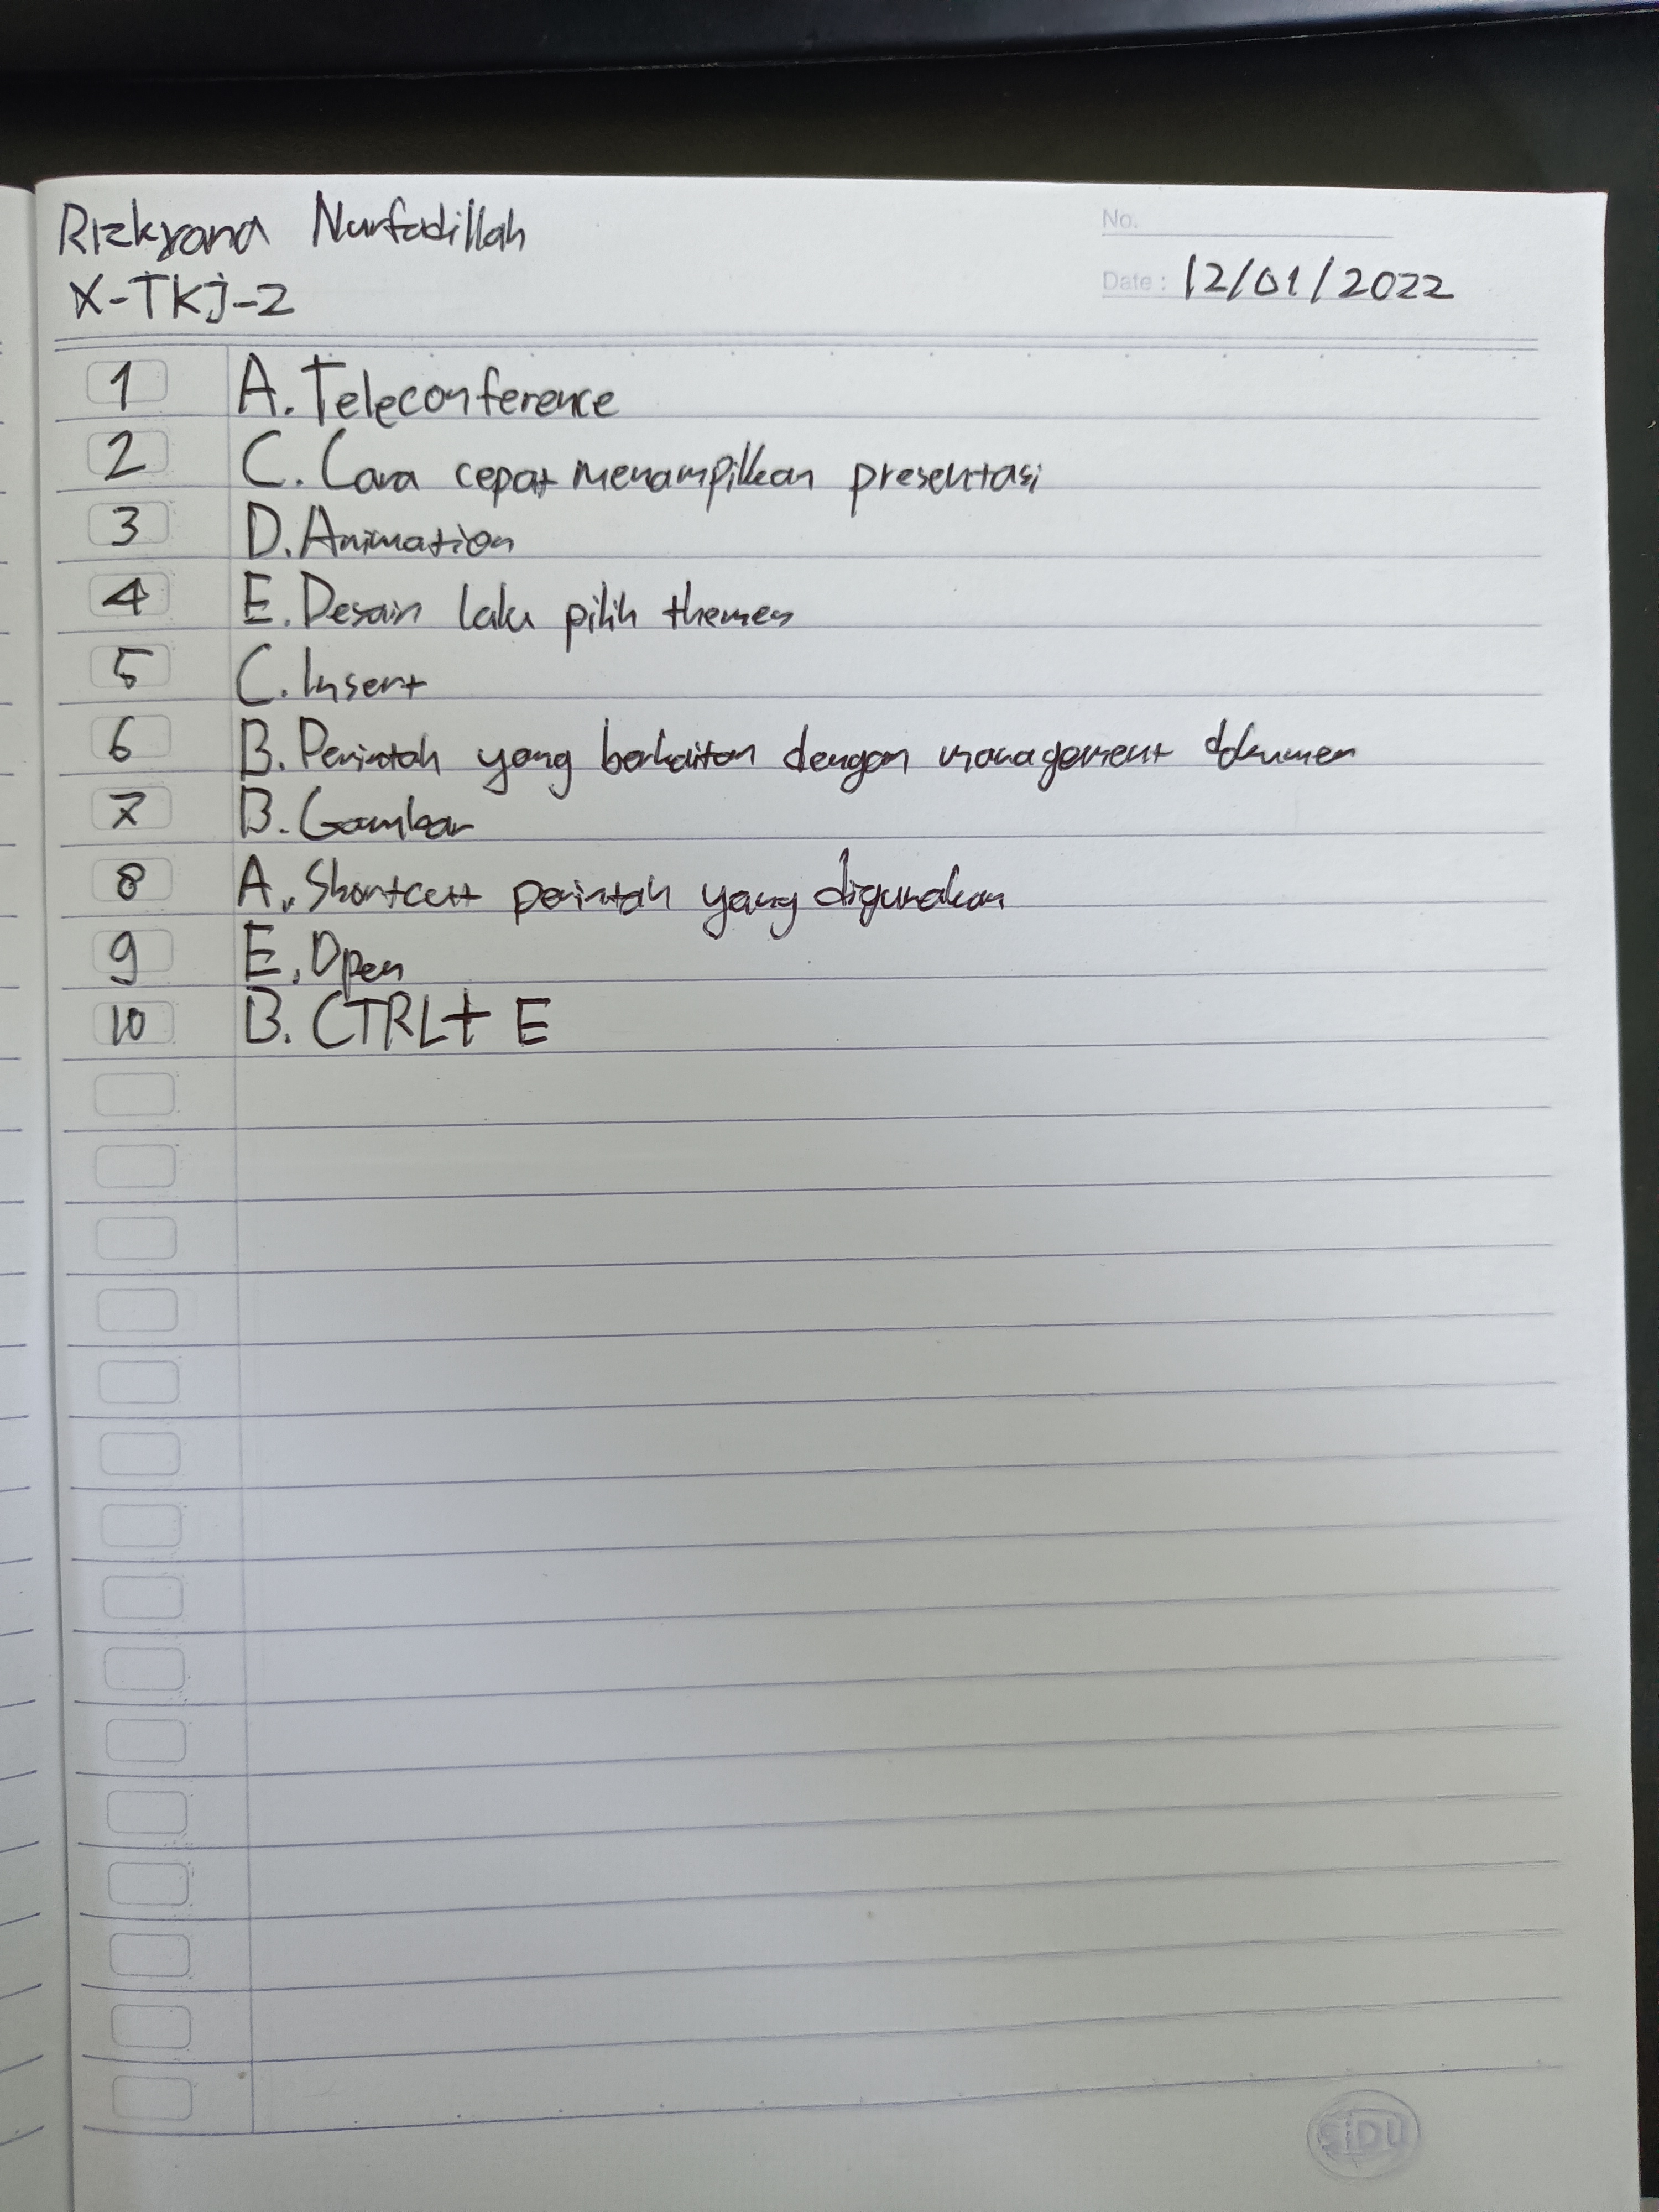 Rizkyana Nurfadillah
X-TKJ-2
No.
Date: 12/01/2022
1 A. Teleconference
2 C. Cara cepat menampilkan presentasi
3 D. Animation
4 E. Desain lalu pilih themes
5 C. Insert
6 B. Perintah yang berkaitan dengan management dokumen
7 B. Gambar
8 A. Shortcut perintah yang digunakan
9 E. Open
10 B. CTRL+ E
SiDU